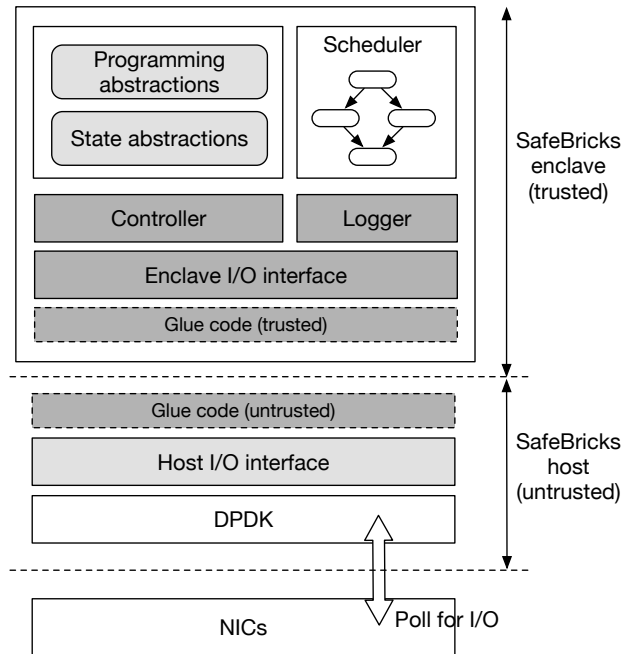 Programming
abstractions
State abstractions
Scheduler
Controller
Logger
Enclave I/O interface
Glue code (trusted)
SafeBricks
enclave
(trusted)
Glue code (untrusted)
Host I/O interface
DPDK
SafeBricks
host
(untrusted)
NICs
Poll for I/O